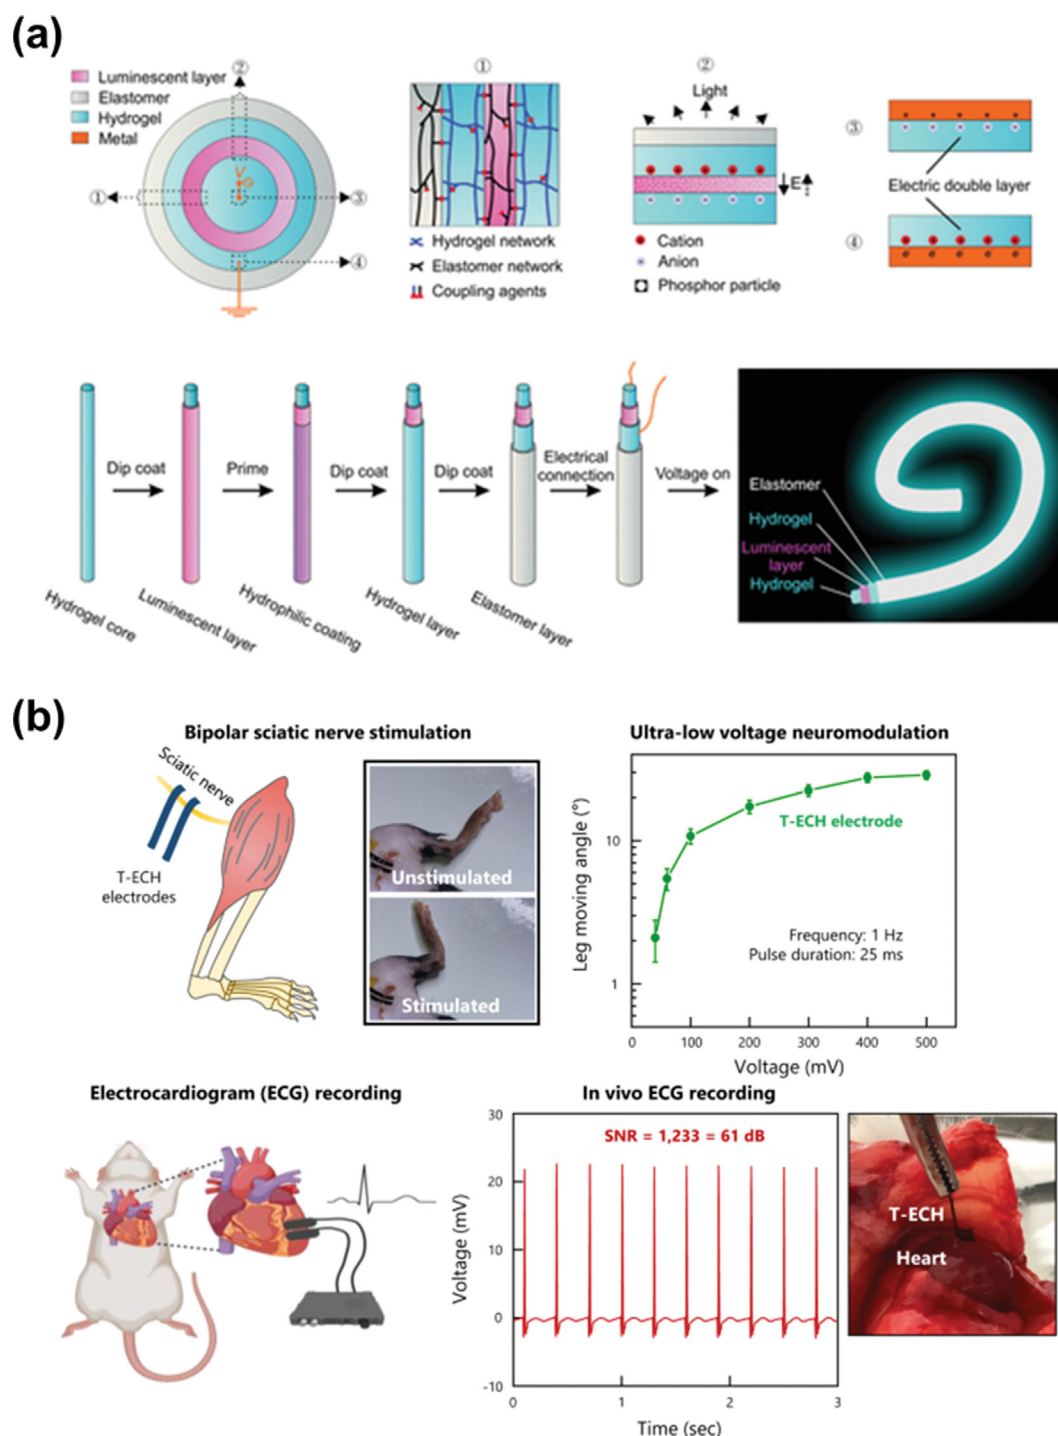 (a)
Luminescent layer
Elastomer
Hydrogel
Metal
②
①
③
④
V
①
Hydrogel network
Elastomer network
Coupling agents
②
Light
E
Cation
Anion
Phosphor particle
③
Electric double layer
④
Dip coat
Prime
Dip coat
Dip coat
Electrical
connection
Voltage on
Hydrogel core
Luminescent layer
Hydrophilic coating
Hydrogel layer
Elastomer layer
Elastomer
Hydrogel
Luminescent
layer
Hydrogel
(b)
Bipolar sciatic nerve stimulation
Sciatic nerve
T-ECH
electrodes
Unstimulated
Stimulated
Ultra-low voltage neuromodulation
Leg moving angle (°)
10
1
T-ECH electrode
Frequency: 1 Hz
Pulse duration: 25 ms
0 100 200 300 400 500
Voltage (mV)
Electrocardiogram (ECG) recording
In vivo ECG recording
Voltage (mV)
30
20
10
0
-10
SNR = 1,233 = 61 dB
0 1 2 3
Time (sec)
T-ECH
Heart